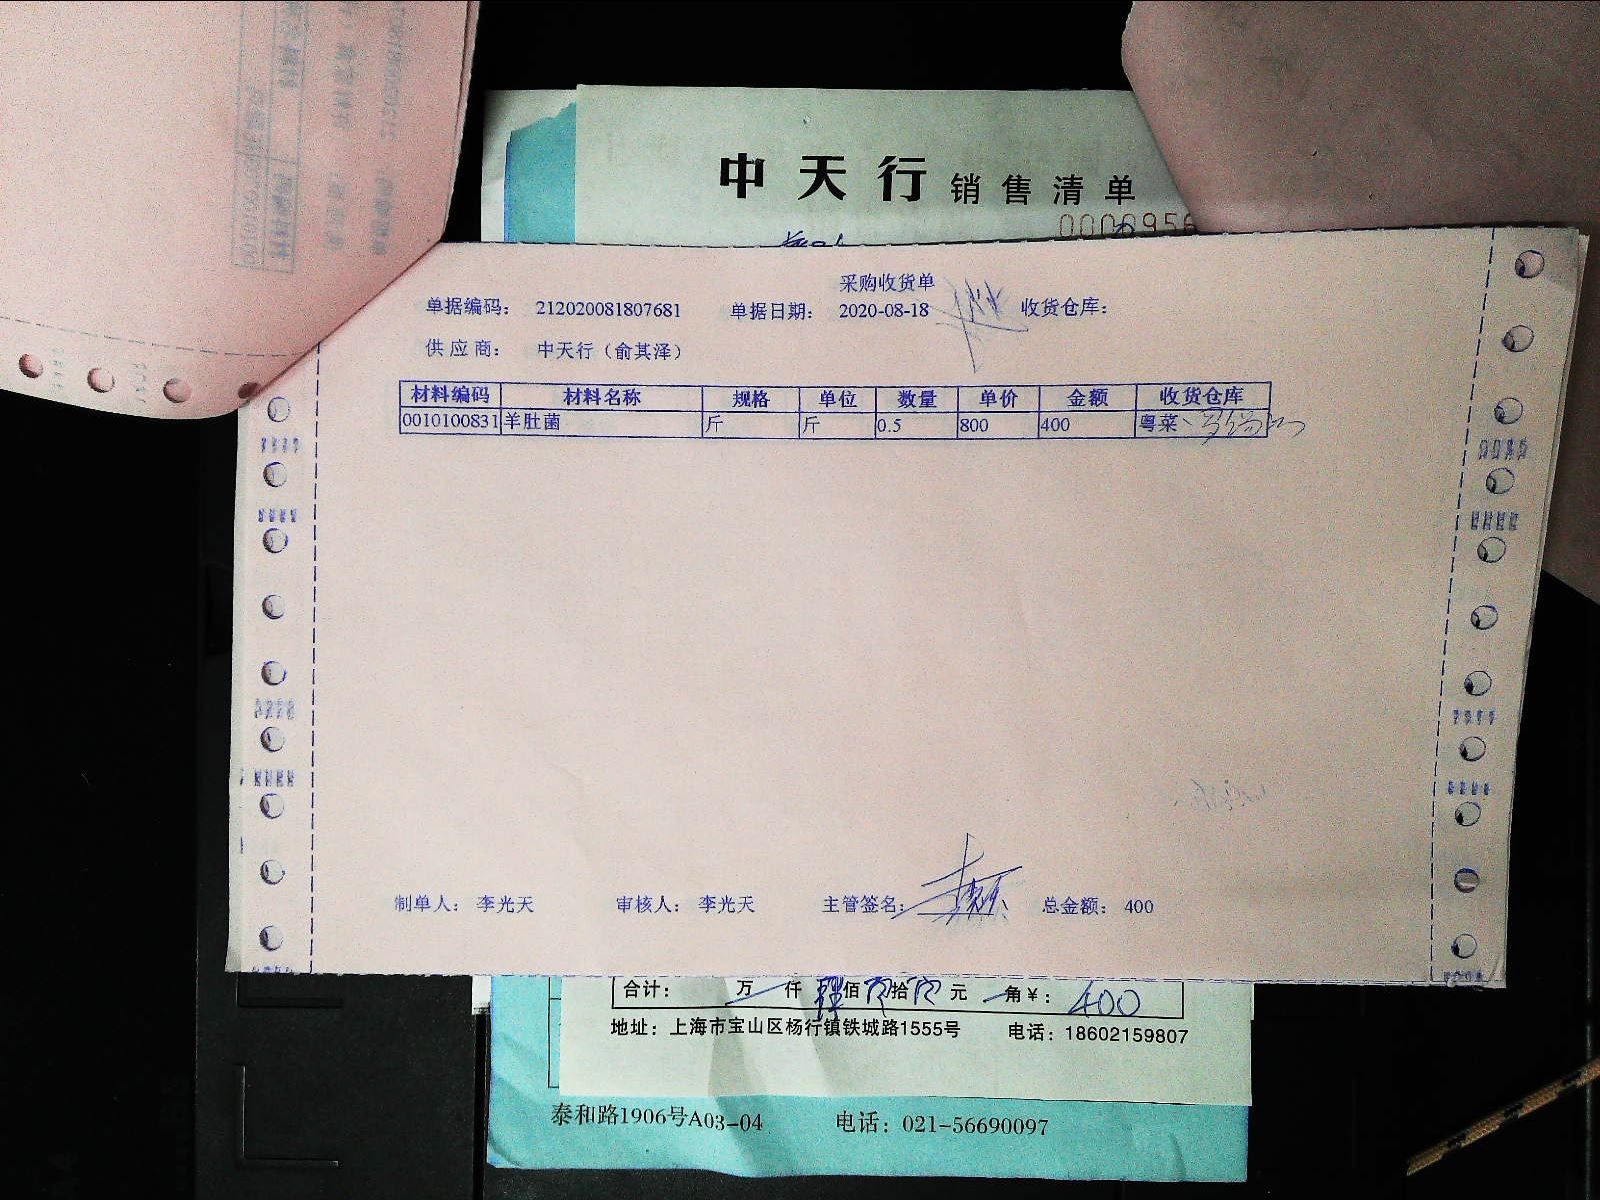 中天行 销售清单
采购收货单
单据编码： 212020081807681 单据日期： 2020-08-18 收货仓库：
供应商： 中天行（俞其泽）
材料编码 材料名称 规格 单位 数量 单价 金额 收货仓库
0010100831 羊肚菌 斤 斤 0.5 800 400 粤菜
制单人： 李光天 审核人： 李光天 主管签名： 总金额： 400
合计： 万 仟 肆佰 拾 元 角￥： 400
地址：上海市宝山区杨行镇铁城路1555号 电话：18602159807
泰和路1906号A03-04 电话：021-56690097